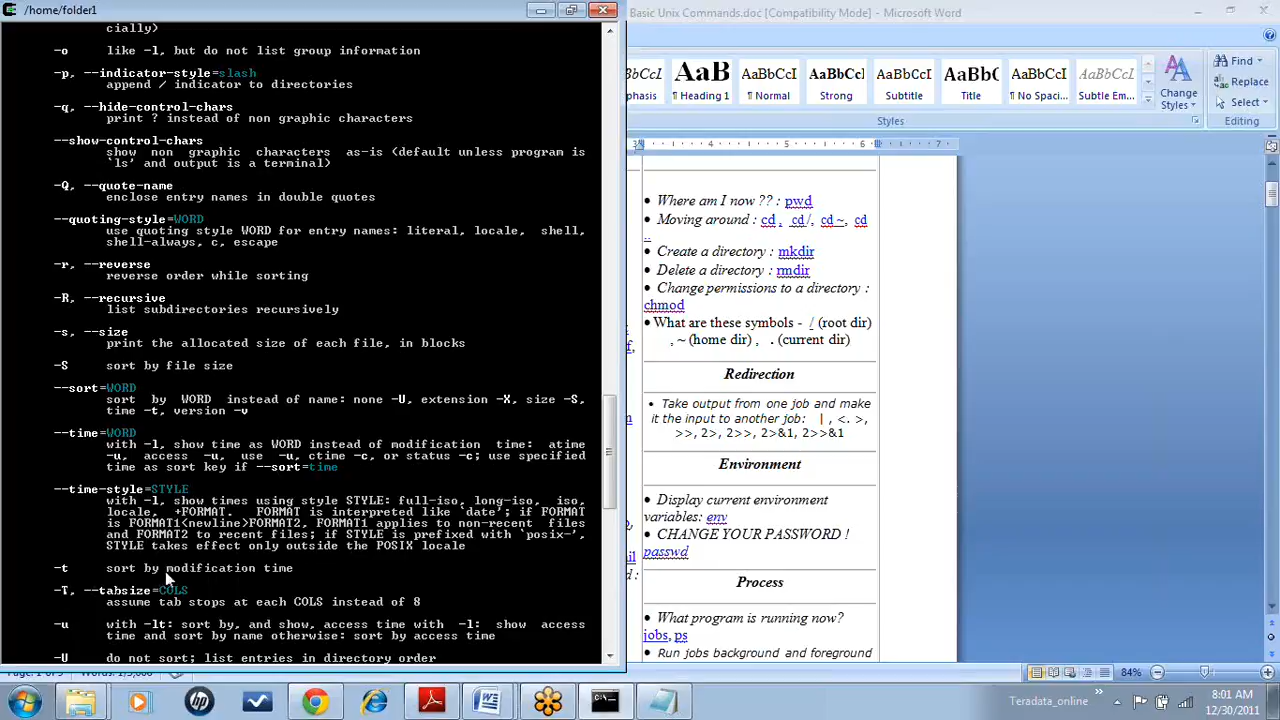 /home/folder1
cially)
-o like -l, but do not list group information
-p, --indicator-style=slash
append / indicator to directories
-q, --hide-control-chars
print ? instead of non graphic characters
--show-control-chars
show non graphic characters as-is (default unless program is
`ls' and output is a terminal)
-Q, --quote-name
enclose entry names in double quotes
--quoting-style=WORD
use quoting style WORD for entry names: literal, locale, shell,
shell-always, c, escape
-r, --reverse
reverse order while sorting
-R, --recursive
list subdirectories recursively
-s, --size
print the allocated size of each file, in blocks
-S sort by file size
--sort=WORD
sort by WORD instead of name: none -U, extension -X, size -S,
time -t, version -v
--time=WORD
with -l, show time as WORD instead of modification time: atime
-u, access -u, use -u, ctime -c, or status -c; use specified
time as sort key if --sort=time
--time-style=STYLE
with -l, show times using style STYLE: full-iso, long-iso, iso,
locale, +FORMAT. FORMAT is interpreted like `date'; if FORMAT
is FORMAT1<newline>FORMAT2, FORMAT1 applies to non-recent files
and FORMAT2 to recent files; if STYLE is prefixed with `posix-',
STYLE takes effect only outside the POSIX locale
-t sort by modification time
-T, --tabsize=COLS
assume tab stops at each COLS instead of 8
-u with -lt: sort by, and show, access time with -l: show access
time and sort by name otherwise: sort by access time
-U do not sort; list entries in directory order
Basic Unix Commands.doc [Compatibility Mode] - Microsoft Word
AaBbCcI AaB AaBbCcI AaBbCcI AaBbCcI AaBbCc AaBbCcI AaBbCcI
phasis ¶ Heading 1 ¶ Normal Strong Subtitle Title ¶ No Spaci... Subtle Em...
Change Styles
Find
Replace
Select
Styles
Editing
4 5 6 7
• Where am I now ?? : pwd
• Moving around : cd , cd /, cd ~, cd
..
• Create a directory : mkdir
• Delete a directory : rmdir
• Change permissions to a directory :
chmod
• What are these symbols - / (root dir)
, ~ (home dir) , . (current dir)
Redirection
• Take output from one job and make
it the input to another job: | , <. >,
>>, 2>, 2>>, 2>&1, 2>>&1
Environment
• Display current environment
variables: env
• CHANGE YOUR PASSWORD !
passwd
Process
• What program is running now?
jobs, ps
• Run jobs background and foreground
84%
Teradata_online
8:01 AM
12/30/2011